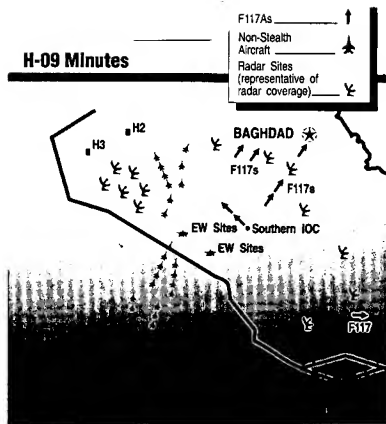 F117As
Non-Stealth
Aircraft
Radar Sites
(representative of
radar coverage)
H-09 Minutes
H2
H3
BAGHDAD
F117s
F117s
Southern IOC
EW Sites
EW Sites
F117